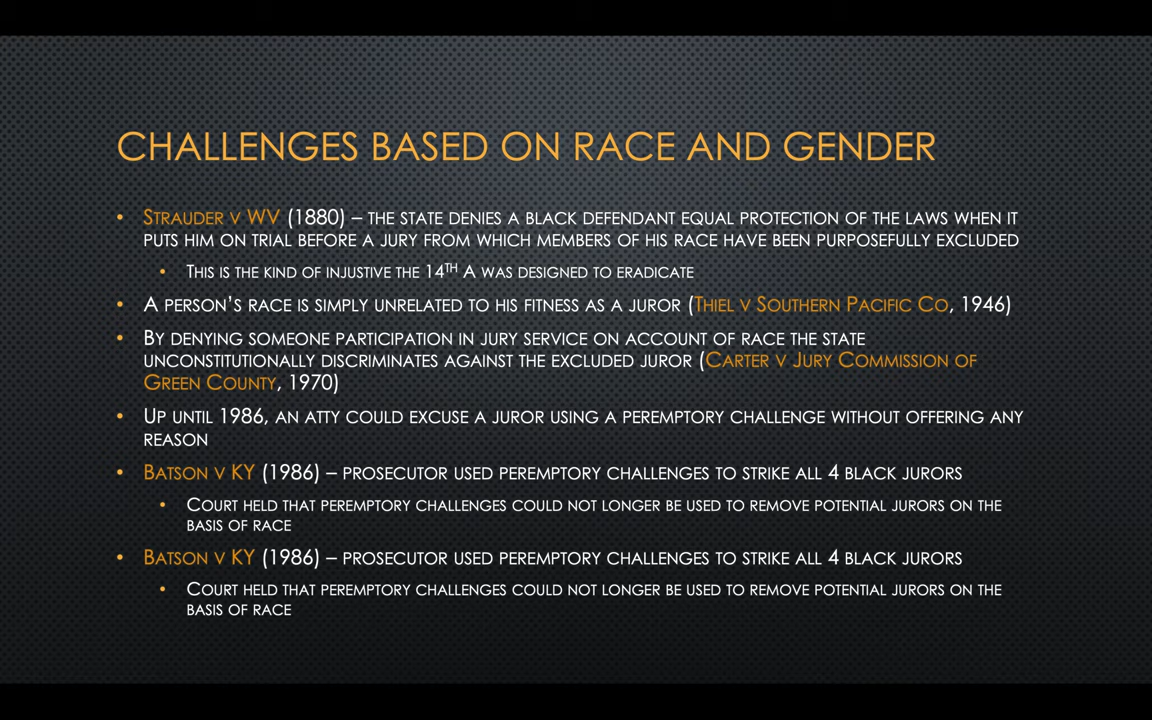 CHALLENGES BASED ON RACE AND GENDER
• STRAUDER V WV (1880) – THE STATE DENIES A BLACK DEFENDANT EQUAL PROTECTION OF THE LAWS WHEN IT
PUTS HIM ON TRIAL BEFORE A JURY FROM WHICH MEMBERS OF HIS RACE HAVE BEEN PURPOSEFULLY EXCLUDED
• THIS IS THE KIND OF INJUSTIVE THE 14TH A WAS DESIGNED TO ERADICATE
• A PERSON'S RACE IS SIMPLY UNRELATED TO HIS FITNESS AS A JUROR (THIEL V SOUTHERN PACIFIC CO, 1946)
• BY DENYING SOMEONE PARTICIPATION IN JURY SERVICE ON ACCOUNT OF RACE THE STATE
UNCONSTITUTIONALLY DISCRIMINATES AGAINST THE EXCLUDED JUROR (CARTER V JURY COMMISSION OF
GREEN COUNTY, 1970)
• UP UNTIL 1986, AN ATTY COULD EXCUSE A JUROR USING A PEREMPTORY CHALLENGE WITHOUT OFFERING ANY
REASON
• BATSON V KY (1986) – PROSECUTOR USED PEREMPTORY CHALLENGES TO STRIKE ALL 4 BLACK JURORS
• COURT HELD THAT PEREMPTORY CHALLENGES COULD NOT LONGER BE USED TO REMOVE POTENTIAL JURORS ON THE
BASIS OF RACE
• BATSON V KY (1986) – PROSECUTOR USED PEREMPTORY CHALLENGES TO STRIKE ALL 4 BLACK JURORS
• COURT HELD THAT PEREMPTORY CHALLENGES COULD NOT LONGER BE USED TO REMOVE POTENTIAL JURORS ON THE
BASIS OF RACE